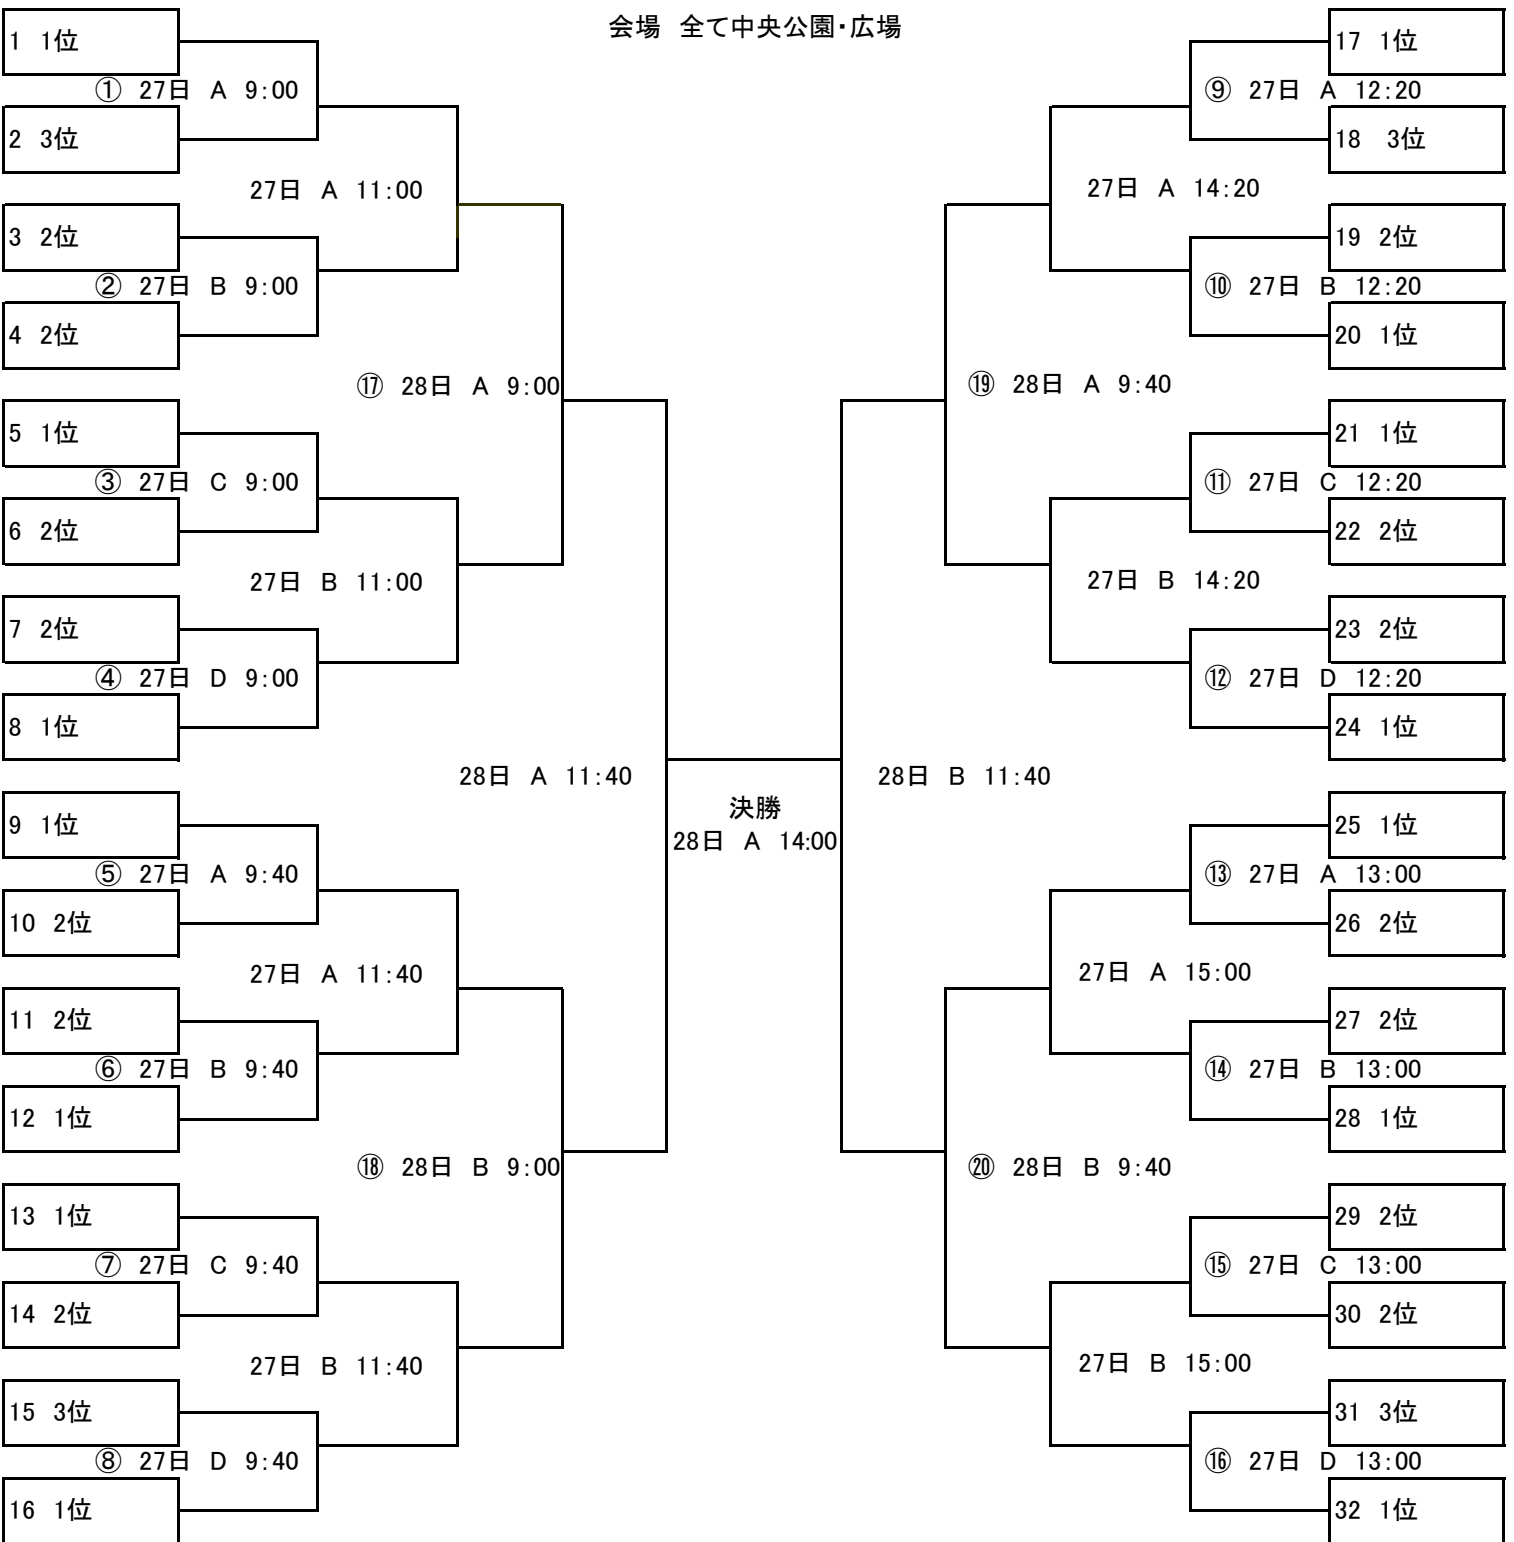 会場 全て中央公園・広場
1 1位
① 27日 A 9:00
2 3位
27日 A 11:00
3 2位
② 27日 B 9:00
4 2位
⑰ 28日 A 9:00
5 1位
③ 27日 C 9:00
6 2位
27日 B 11:00
7 2位
④ 27日 D 9:00
8 1位
28日 A 11:40
9 1位
⑤ 27日 A 9:40
10 2位
27日 A 11:40
11 2位
⑥ 27日 B 9:40
12 1位
⑱ 28日 B 9:00
13 1位
⑦ 27日 C 9:40
14 2位
27日 B 11:40
15 3位
⑧ 27日 D 9:40
16 1位
決勝
28日 A 14:00
17 1位
⑨ 27日 A 12:20
18 3位
27日 A 14:20
19 2位
⑩ 27日 B 12:20
20 1位
⑲ 28日 A 9:40
21 1位
⑪ 27日 C 12:20
22 2位
27日 B 14:20
23 2位
⑫ 27日 D 12:20
24 1位
28日 B 11:40
25 1位
⑬ 27日 A 13:00
26 2位
27日 A 15:00
27 2位
⑭ 27日 B 13:00
28 1位
⑳ 28日 B 9:40
29 2位
⑮ 27日 C 13:00
30 2位
27日 B 15:00
31 3位
⑯ 27日 D 13:00
32 1位